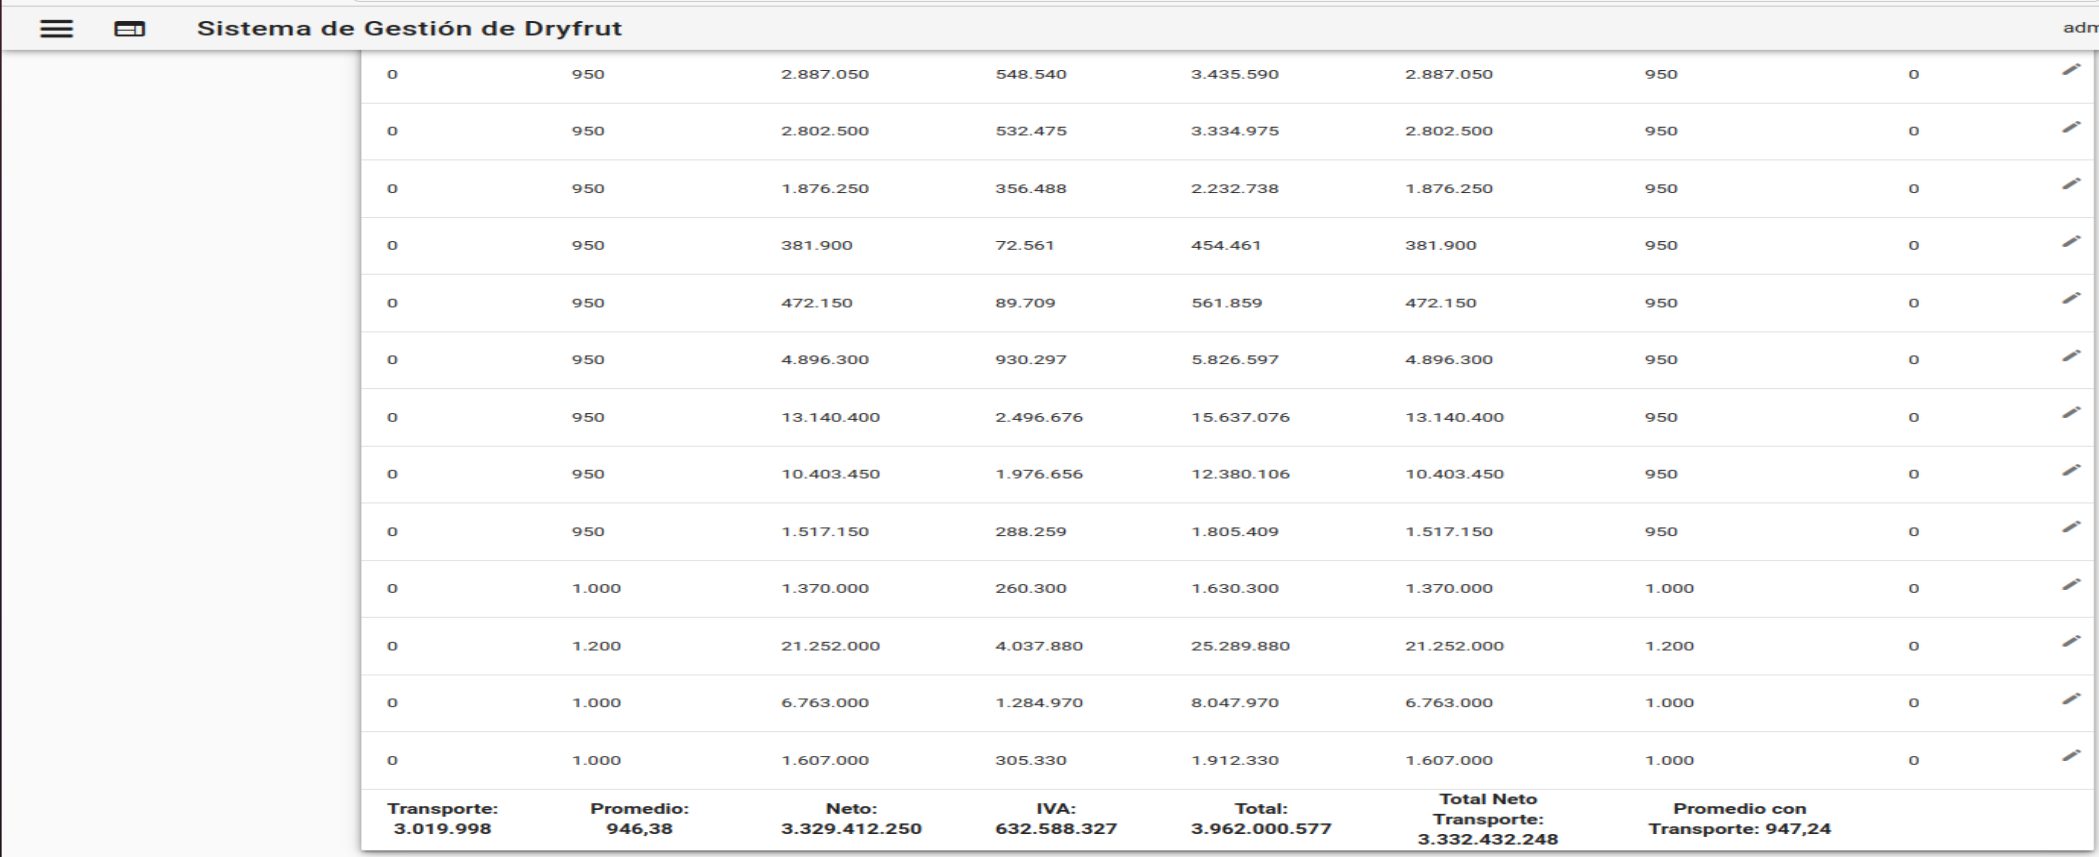 Sistema de Gestión de Dryfrut adm
0 950 2.887.050 548.540 3.435.590 2.887.050 950 0
0 950 2.802.500 532.475 3.334.975 2.802.500 950 0
0 950 1.876.250 356.488 2.232.738 1.876.250 950 0
0 950 381.900 72.561 454.461 381.900 950 0
0 950 472.150 89.709 561.859 472.150 950 0
0 950 4.896.300 930.297 5.826.597 4.896.300 950 0
0 950 13.140.400 2.496.676 15.637.076 13.140.400 950 0
0 950 10.403.450 1.976.656 12.380.106 10.403.450 950 0
0 950 1.517.150 288.259 1.805.409 1.517.150 950 0
0 1.000 1.370.000 260.300 1.630.300 1.370.000 1.000 0
0 1.200 21.252.000 4.037.880 25.289.880 21.252.000 1.200 0
0 1.000 6.763.000 1.284.970 8.047.970 6.763.000 1.000 0
0 1.000 1.607.000 305.330 1.912.330 1.607.000 1.000 0
Transporte:
3.019.998
Promedio:
946,38
Neto:
3.329.412.250
IVA:
632.588.327
Total:
3.962.000.577
Total Neto
Transporte:
3.332.432.248
Promedio con
Transporte: 947,24